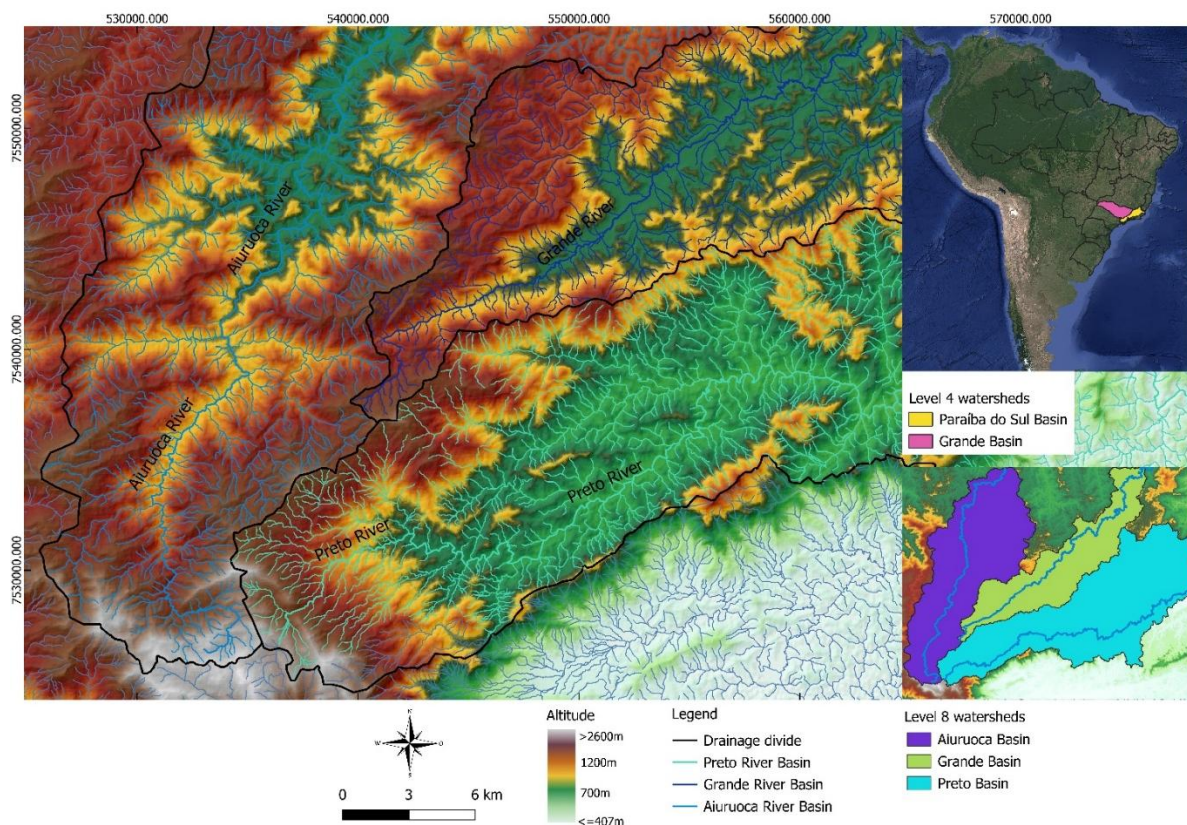 530000.000 540000.000 550000.000 560000.000 570000.000
7550000.000
7540000.000
7530000.000
Aiuruoca River
Grande River
Aiuruoca River
Preto River
Preto River
Level 4 watersheds
Paraíba do Sul Basin
Grande Basin
N
W O
S
0 3 6 km
Altitude
>2600m
1200m
700m
<=407m
Legend
Drainage divide
Preto River Basin
Grande River Basin
Aiuruoca River Basin
Level 8 watersheds
Aiuruoca Basin
Grande Basin
Preto Basin